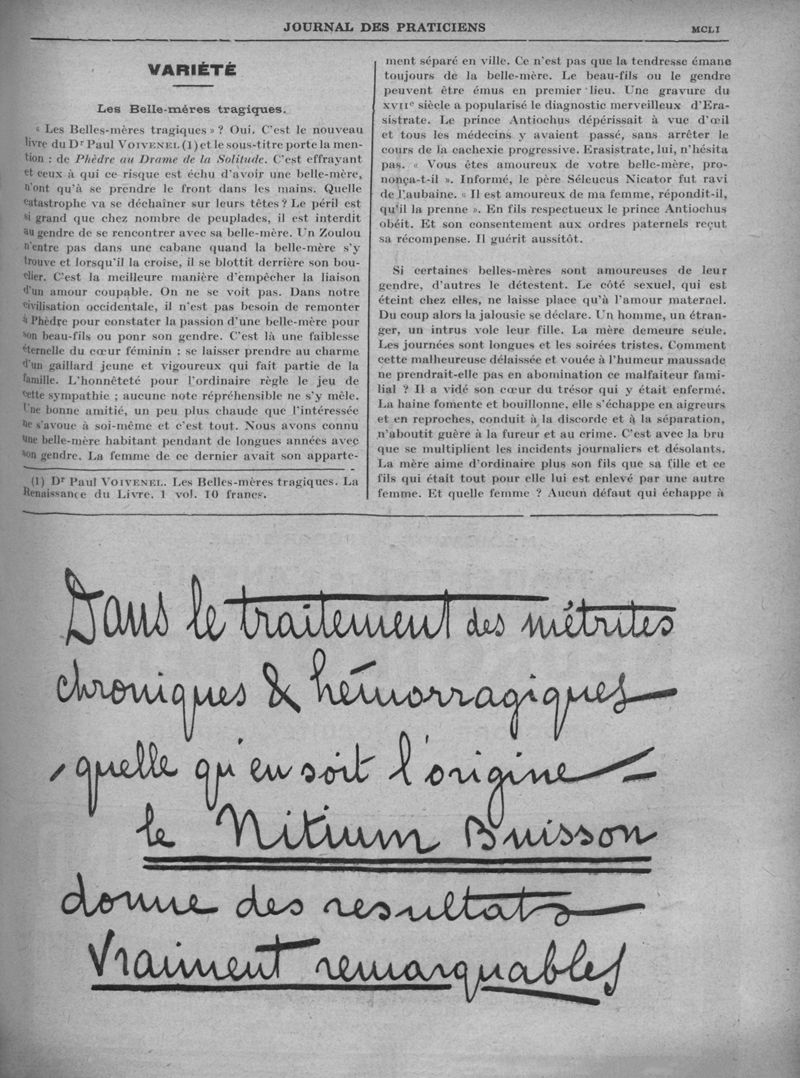 JOURNAL DES PRATICIENS
MCLI
VARIÉTÉ
Les Belle-mères tragiques.
« Les Belles-mères tragiques » ? Oui. C'est le nouveau
livre du Dr Paul VOIVENEL (1) et le sous-titre porte la men-
tion : de Phèdre au Drame de la Solitude. C'est effrayant
et ceux à qui ce risque est échu d'avoir une belle-mère,
n'ont qu'à se prendre le front dans les mains. Quelle
catastrophe va se déchaîner sur leurs têtes ? Le péril est
si grand que chez nombre de peuplades, il est interdit
au gendre de se rencontrer avec sa belle-mère. Un Zoulou
n'entre pas dans une cabane quand la belle-mère s'y
trouve et lorsqu'il la croise, il se blottit derrière son bou-
clier. C'est la meilleure manière d'empêcher la liaison
d'un amour coupable. On ne se voit pas. Dans notre
civilisation occidentale, il n'est pas besoin de remonter
à Phèdre pour constater la passion d'une belle-mère pour
son beau-fils ou ponr son gendre. C'est là une faiblesse
éternelle du cœur féminin : se laisser prendre au charme
d'un gaillard jeune et vigoureux qui fait partie de la
famille. L'honnêteté pour l'ordinaire règle le jeu de
cette sympathie ; aucune note répréhensible ne s'y mêle.
Une bonne amitié, un peu plus chaude que l'intéressée
ne s'avoue à soi-même et c'est tout. Nous avons connu
une belle-mère habitant pendant de longues années avec
son gendre. La femme de ce dernier avait son apparte-
(1) Dr Paul VOIVENEL. Les Belles-mères tragiques. La
Renaissance du Livre. 1 vol. 10 francs.
ment séparé en ville. Ce n'est pas que la tendresse émane
toujours de la belle-mère. Le beau-fils ou le gendre
peuvent être émus en premier lieu. Une gravure du
XVIIe siècle a popularisé le diagnostic merveilleux d'Era-
sistrate. Le prince Antiochus dépérissait à vue d'œil
et tous les médecins y avaient passé, sans arrêter le
cours de la cachexie progressive. Erasistrate, lui, n'hésita
pas. « Vous êtes amoureux de votre belle-mère, pro-
nonça-t-il ». Informé, le père Séleucus Nicator fut ravi
de l'aubaine. « Il est amoureux de ma femme, répondit-il,
qu'il la prenne ». En fils respectueux le prince Antiochus
obéit. Et son consentement aux ordres paternels reçut
sa récompense. Il guérit aussitôt.
Si certaines belles-mères sont amoureuses de leur
gendre, d'autres le détestent. Le côté sexuel, qui est
éteint chez elles, ne laisse place qu'à l'amour maternel.
Du coup alors la jalousie se déclare. Un homme, un étran-
ger, un intrus vole leur fille. La mère demeure seule.
Les journées sont longues et les soirées tristes. Comment
cette malheureuse délaissée et vouée à l'humeur maussade
ne prendrait-elle pas en abomination ce malfaiteur fami-
lial ? Il a vidé son cœur du trésor qui y était enfermé.
La haine fomente et bouillonne, elle s'échappe en aigreurs
et en reproches, conduit à la discorde et à la séparation,
n'aboutit guère à la fureur et au crime. C'est avec la bru
que se multiplient les incidents journaliers et désolants.
La mère aime d'ordinaire plus son fils que sa fille et ce
fils qui était tout pour elle lui est enlevé par une autre
femme. Et quelle femme ? Aucun défaut qui échappe à
Dans le traitement des métrites
chroniques & hémorragiques
, quelle qu'en soit l'origine
le Nitium Buisson
donne des resultats
Vraiment remarquables